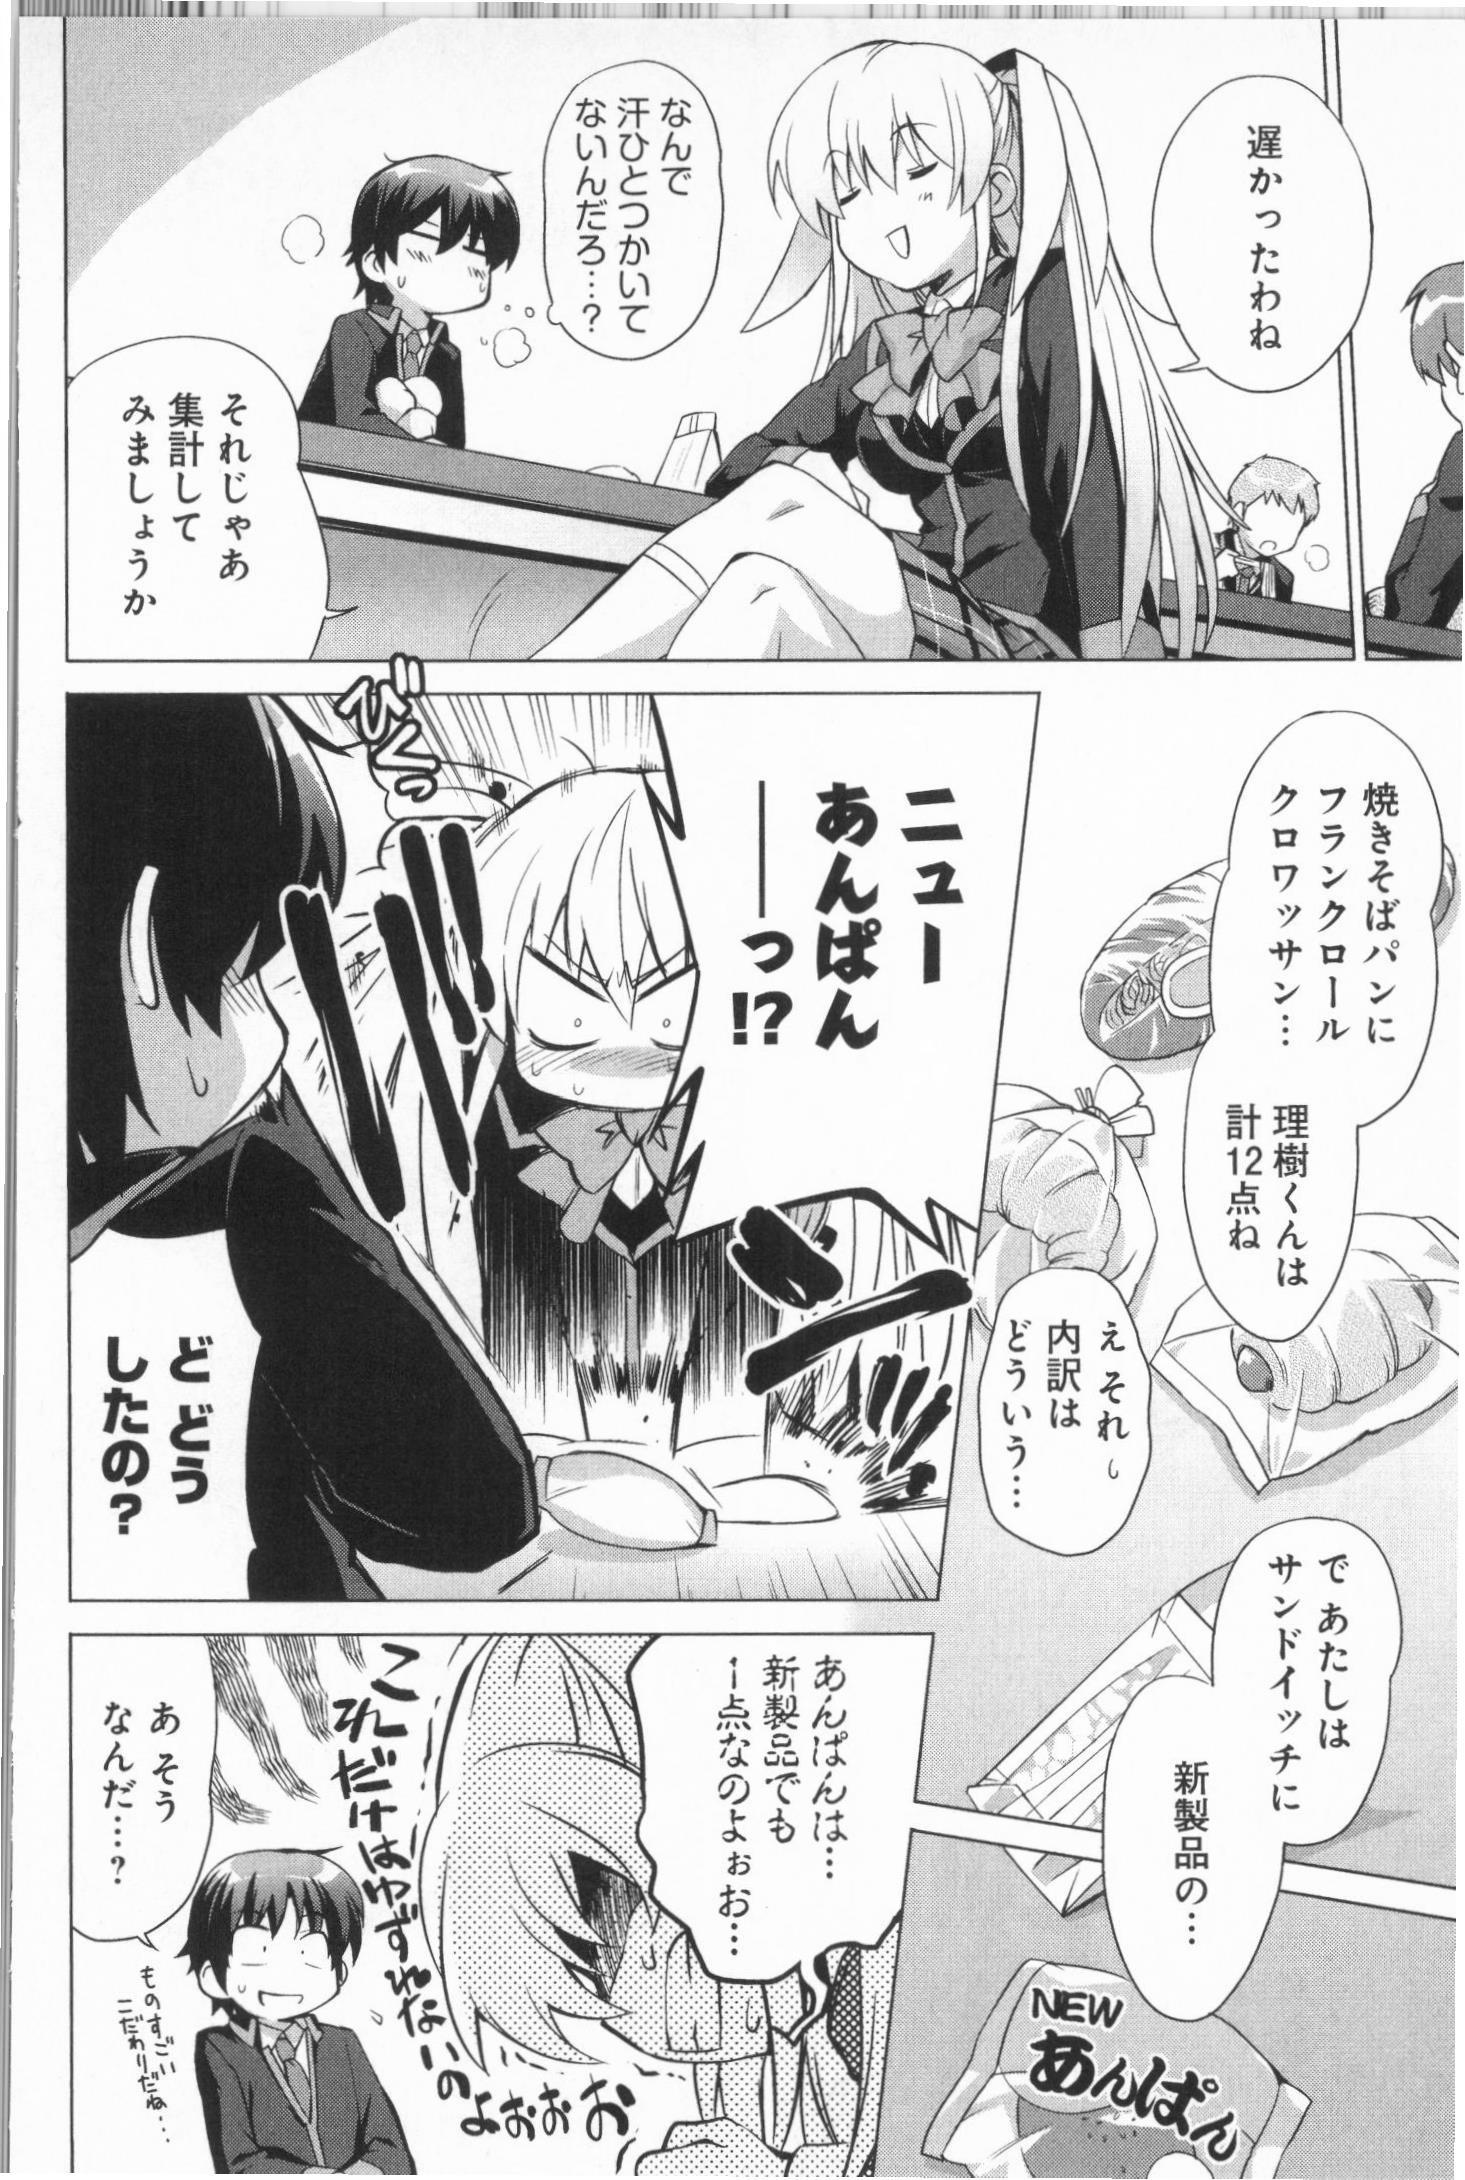 遅かったわね
なんで
汗ひとつかいて
ないんだろ…?
それじゃあ
集計して
みましょうか
焼きそばパンに
フランクロール
クロワッサン…
理樹くんは
計12点ね
え それ
内訳は
どういう…
で あたしは
サンドイッチに
新製品の…
NEW
あんぱん
ニュー
あんぱん
――っ!?
びくっ
ど どう
したの?
あんぱんは…
新製品でも
1点なのよぉお…
これだけはゆずれないのよおおお
あ そう
なんだ…?
ものすごい
こだわりだね…